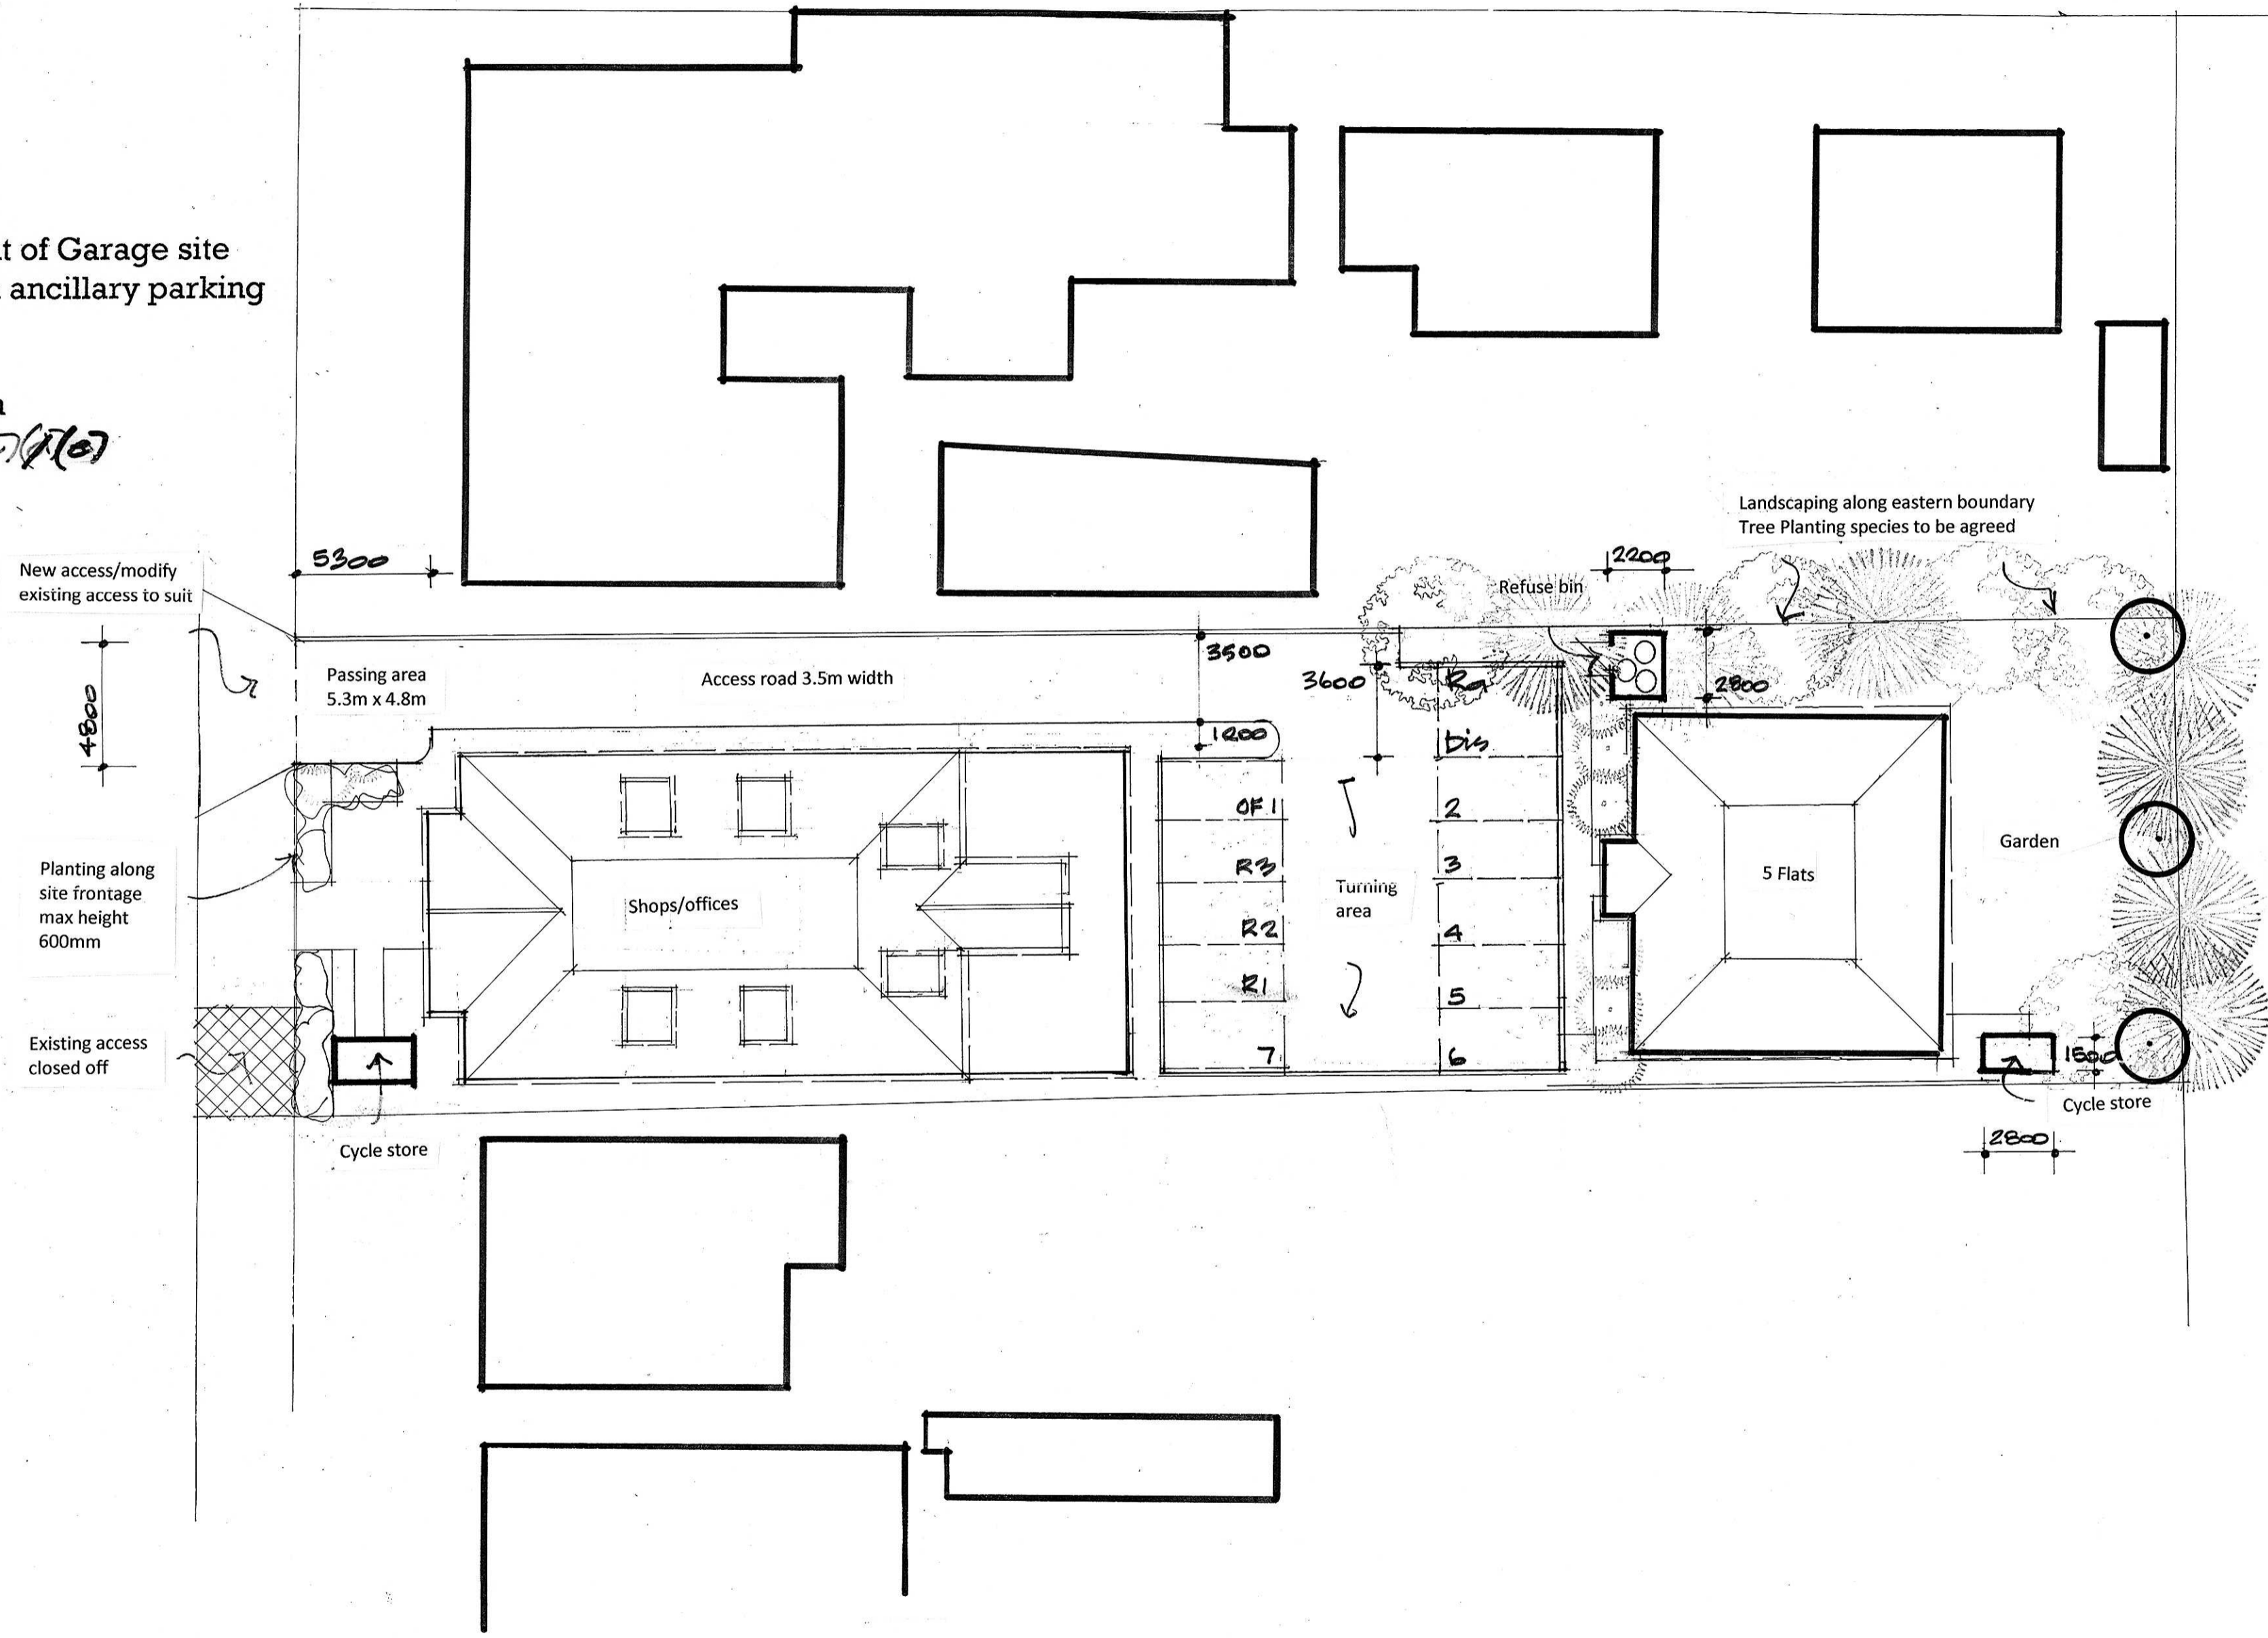 t of Garage site
ancillary parking
Landscaping along eastern boundary
Tree Planting species to be agreed
5300
2200
New access/modify
existing access to suit
Refuse bin
3500
Passing area
5.3m x 4.8m
Access road 3.5m width
3600
2800
4800
1200
Dis
OF 1
2
Planting along
site frontage
max height
600mm
R3
3
Turning
area
Garden
5 Flats
Shops/offices
R2
4
R1
5
Existing access
closed off
7
6
1500
Cycle store
Cycle store
2800